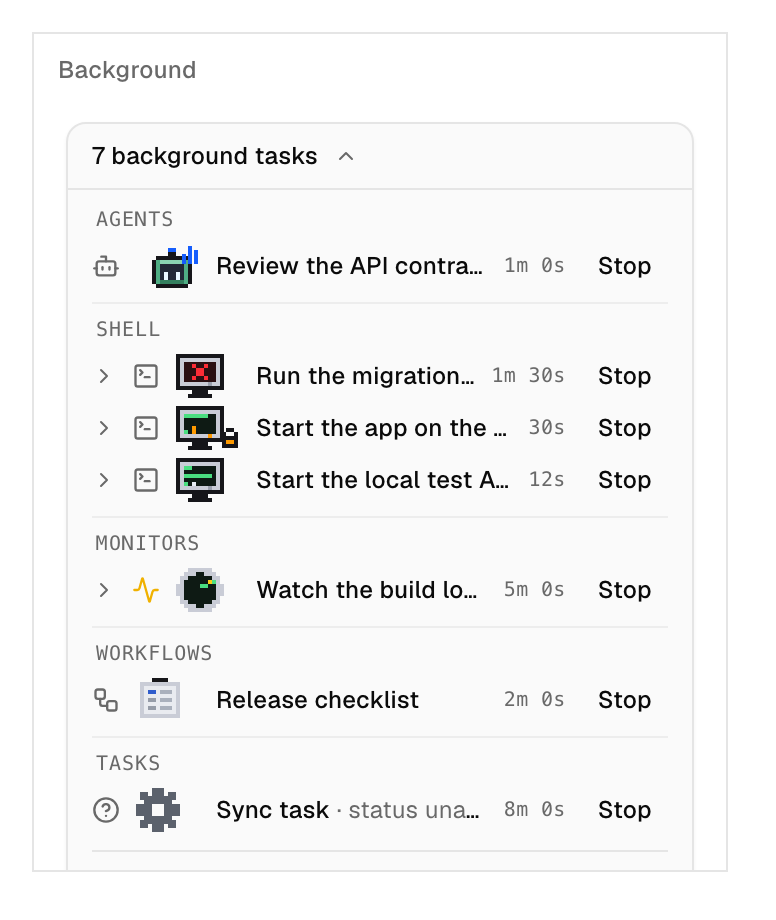 Background
7 background tasks
AGENTS
Review the API contra… 1m 0s Stop
SHELL
Run the migration… 1m 30s Stop
Start the app on the … 30s Stop
Start the local test A… 12s Stop
MONITORS
Watch the build lo… 5m 0s Stop
WORKFLOWS
Release checklist 2m 0s Stop
TASKS
Sync task · status una… 8m 0s Stop